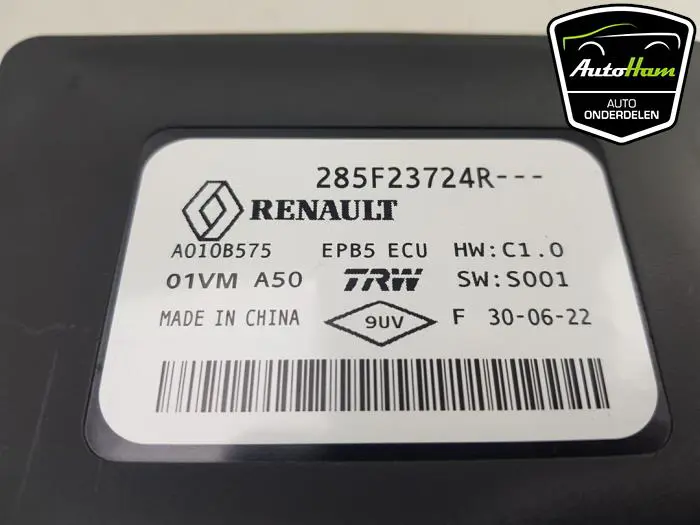 AutoHam
AUTO
ONDERDELEN
285F23724R---
RENAULT
A010B575 EPB5 ECU HW:C1.0
01VM A50 TRW SW:S001
MADE IN CHINA 9UV F 30-06-22